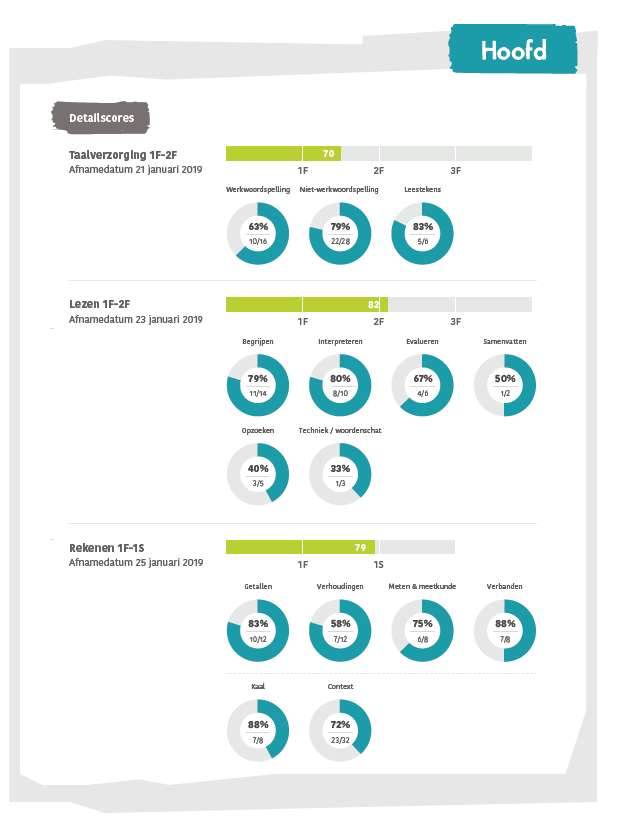 Hoofd
Detailscores
Taalverzorging 1F-2F
Afnamedatum 21 januari 2019
70
1F 2F 3F
Werkwoordspelling Niet-werkwoordspelling Leestekens
63% 79% 83%
10/16 22/28 5/6
Lezen 1F-2F
Afnamedatum 23 januari 2019
82
1F 2F 3F
Begrijpen Interpreteren Evalueren Samenvatten
79% 80% 67% 50%
11/14 8/10 4/6 1/2
Opzoeken Techniek / woordenschat
40% 33%
3/5 1/3
Rekenen 1F-1S
Afnamedatum 25 januari 2019
79
1F 1S
Getallen Verhoudingen Meten & meetkunde Verbanden
83% 58% 75% 88%
10/12 7/12 6/8 7/8
Kaal Context
88% 72%
7/8 23/32